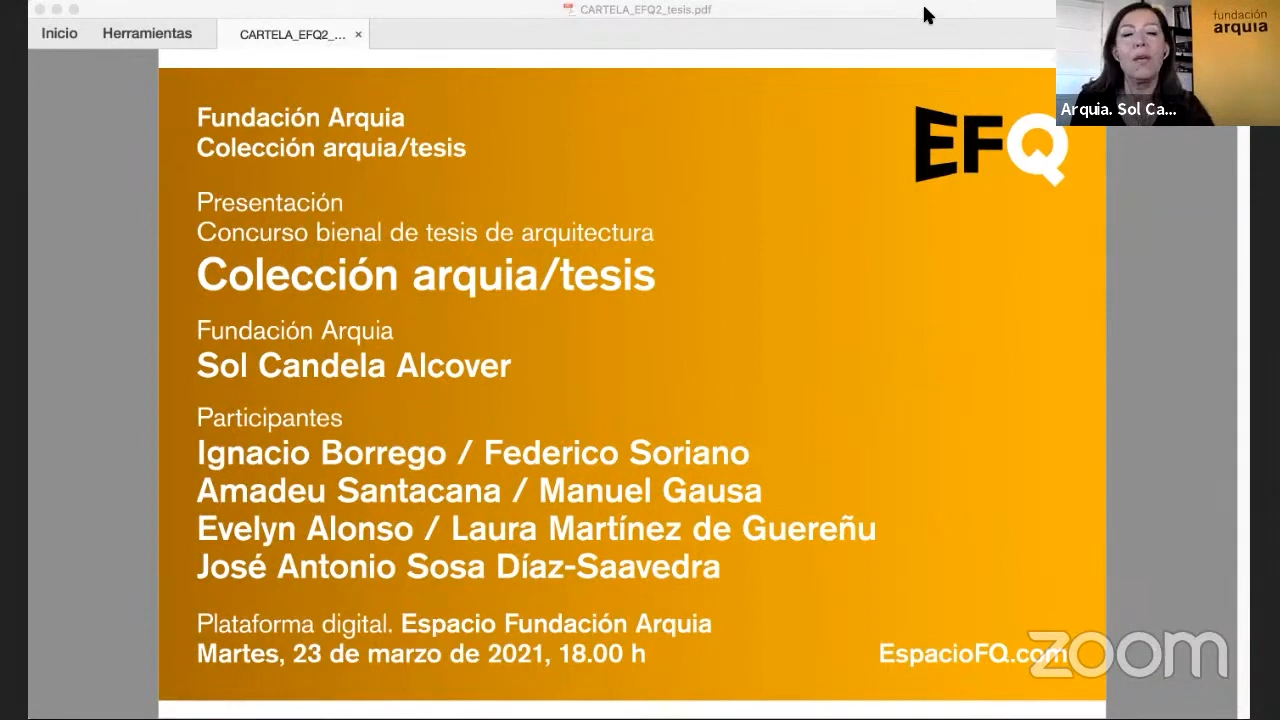 CARTELA_EFQ2_tesis.pdf
Inicio
Herramientas
CARTELA_EFQ2_... ×
fundación
arquia
Arquia. Sol Ca...
Fundación Arquia
Colección arquia/tesis
EFQ
Presentación
Concurso bienal de tesis de arquitectura
Colección arquia/tesis
Fundación Arquia
Sol Candela Alcover
Participantes
Ignacio Borrego / Federico Soriano
Amadeu Santacana / Manuel Gausa
Evelyn Alonso / Laura Martínez de Guereñu
José Antonio Sosa Díaz-Saavedra
Plataforma digital. Espacio Fundación Arquia
Martes, 23 de marzo de 2021, 18.00 h
EspacioFQ.com
zoom